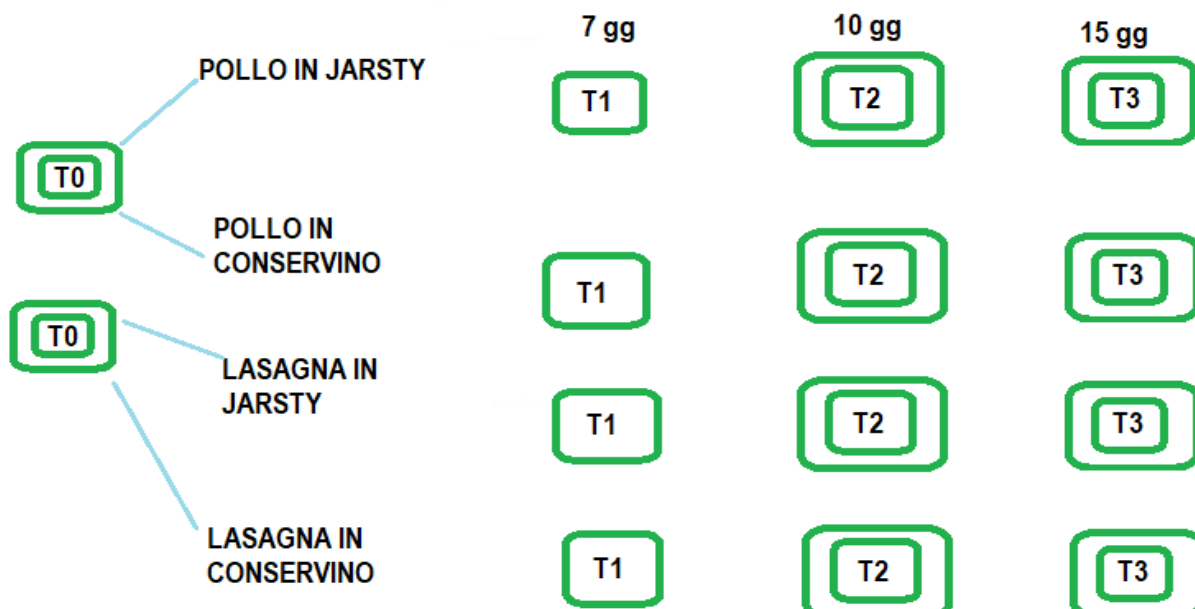 7 gg
10 gg
15 gg
POLLO IN JARSTY
T1
T2
T3
T0
POLLO IN
CONSERVINO
T1
T2
T3
T0
LASAGNA IN
JARSTY
T1
T2
T3
LASAGNA IN
CONSERVINO
T1
T2
T3